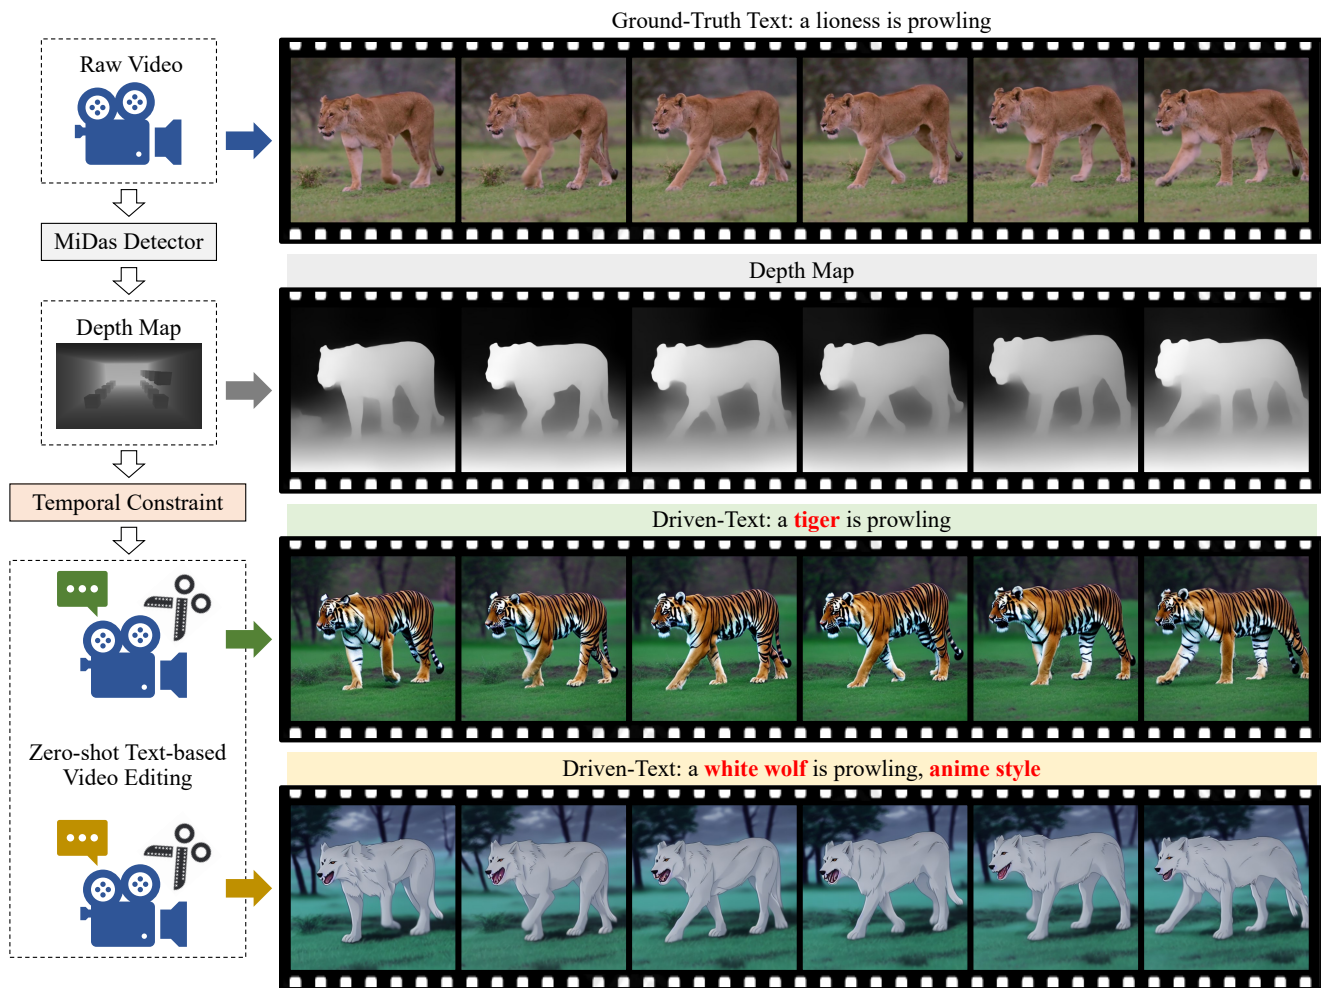 Ground-Truth Text: a lioness is prowling
Raw Video
MiDas Detector
Depth Map
Depth Map
Temporal Constraint
Driven-Text: a tiger is prowling
Zero-shot Text-based
Video Editing
Driven-Text: a white wolf is prowling, anime style